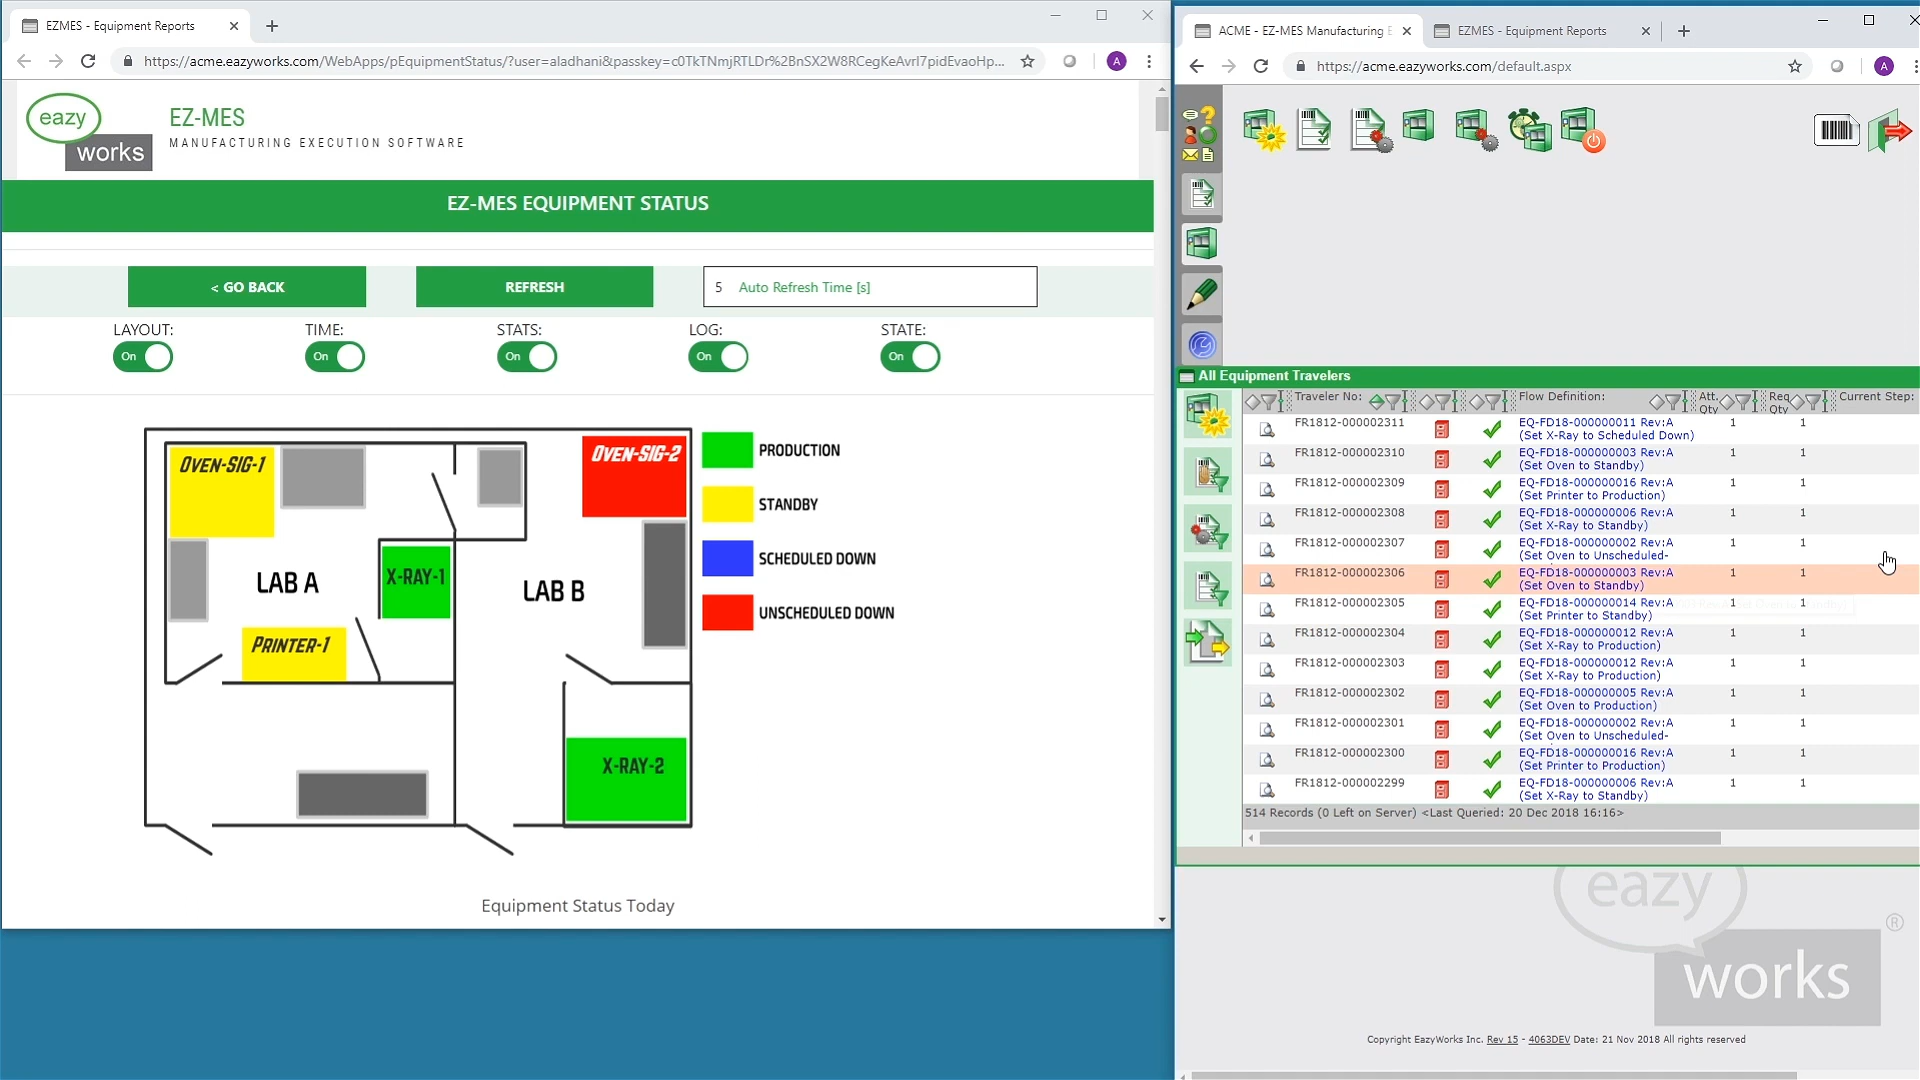 EZMES - Equipment Reports
https://acme.eazyworks.com/WebApps/pEquipmentStatus/?user=aladhani&passkey=c0TkTNmjRTLDr%2BnSX2W8RCegKeAvrI7pidEvaoHp...
A
eazy
works
EZ-MES
MANUFACTURING EXECUTION SOFTWARE
EZ-MES EQUIPMENT STATUS
< GO BACK
REFRESH
5 Auto Refresh Time [s]
LAYOUT: TIME: STATS: LOG: STATE:
On On On On On
OVEN-SIG-1
OVEN-SIG-2
X-RAY-1
LAB A
LAB B
PRINTER-1
X-RAY-2
PRODUCTION
STANDBY
SCHEDULED DOWN
UNSCHEDULED DOWN
Equipment Status Today
ACME - EZ-MES Manufacturing E
EZMES - Equipment Reports
https://acme.eazyworks.com/default.aspx
A
All Equipment Travelers
Traveler No: Flow Definition: Att. Qty Req Qty Current Step:
FR1812-000002311 EQ-FD18-000000011 Rev:A 1 1
(Set X-Ray to Scheduled Down)
FR1812-000002310 EQ-FD18-000000003 Rev:A 1 1
(Set Oven to Standby)
FR1812-000002309 EQ-FD18-000000016 Rev:A 1 1
(Set Printer to Production)
FR1812-000002308 EQ-FD18-000000006 Rev:A 1 1
(Set X-Ray to Standby)
FR1812-000002307 EQ-FD18-000000002 Rev:A 1 1
(Set Oven to Unscheduled-
FR1812-000002306 EQ-FD18-000000003 Rev:A 1 1
(Set Oven to Standby)
FR1812-000002305 EQ-FD18-000000014 Rev:A 1 1
(Set Printer to Standby)
FR1812-000002304 EQ-FD18-000000012 Rev:A 1 1
(Set X-Ray to Production)
FR1812-000002303 EQ-FD18-000000012 Rev:A 1 1
(Set X-Ray to Production)
FR1812-000002302 EQ-FD18-000000005 Rev:A 1 1
(Set Oven to Production)
FR1812-000002301 EQ-FD18-000000002 Rev:A 1 1
(Set Oven to Unscheduled-
FR1812-000002300 EQ-FD18-000000016 Rev:A 1 1
(Set Printer to Production)
FR1812-000002299 EQ-FD18-000000006 Rev:A 1 1
(Set X-Ray to Standby)
514 Records (0 Left on Server) <Last Queried: 20 Dec 2018 16:16>
eazy
works
®
Copyright EazyWorks Inc. Rev 15 - 4063DEV Date: 21 Nov 2018 All rights reserved